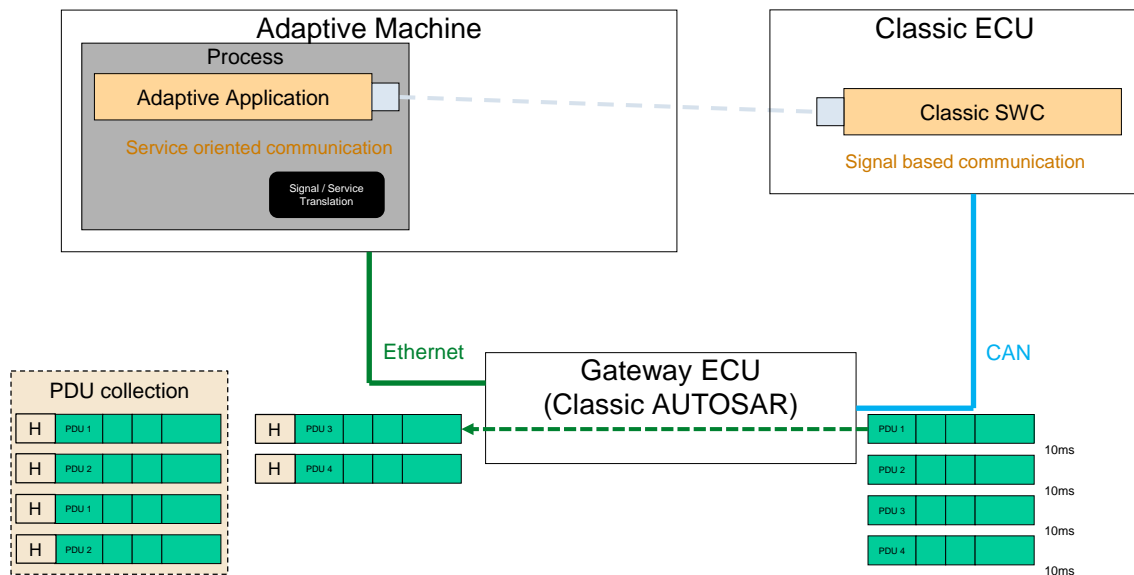 Adaptive Machine
Process
Adaptive Application
Service oriented communication
Signal / Service
Translation
Classic ECU
Classic SWC
Signal based communication
Ethernet
CAN
Gateway ECU
(Classic AUTOSAR)
PDU collection
H PDU 1
H PDU 2
H PDU 1
H PDU 2
H PDU 3
H PDU 4
PDU 1
10ms
PDU 2
10ms
PDU 3
10ms
PDU 4
10ms